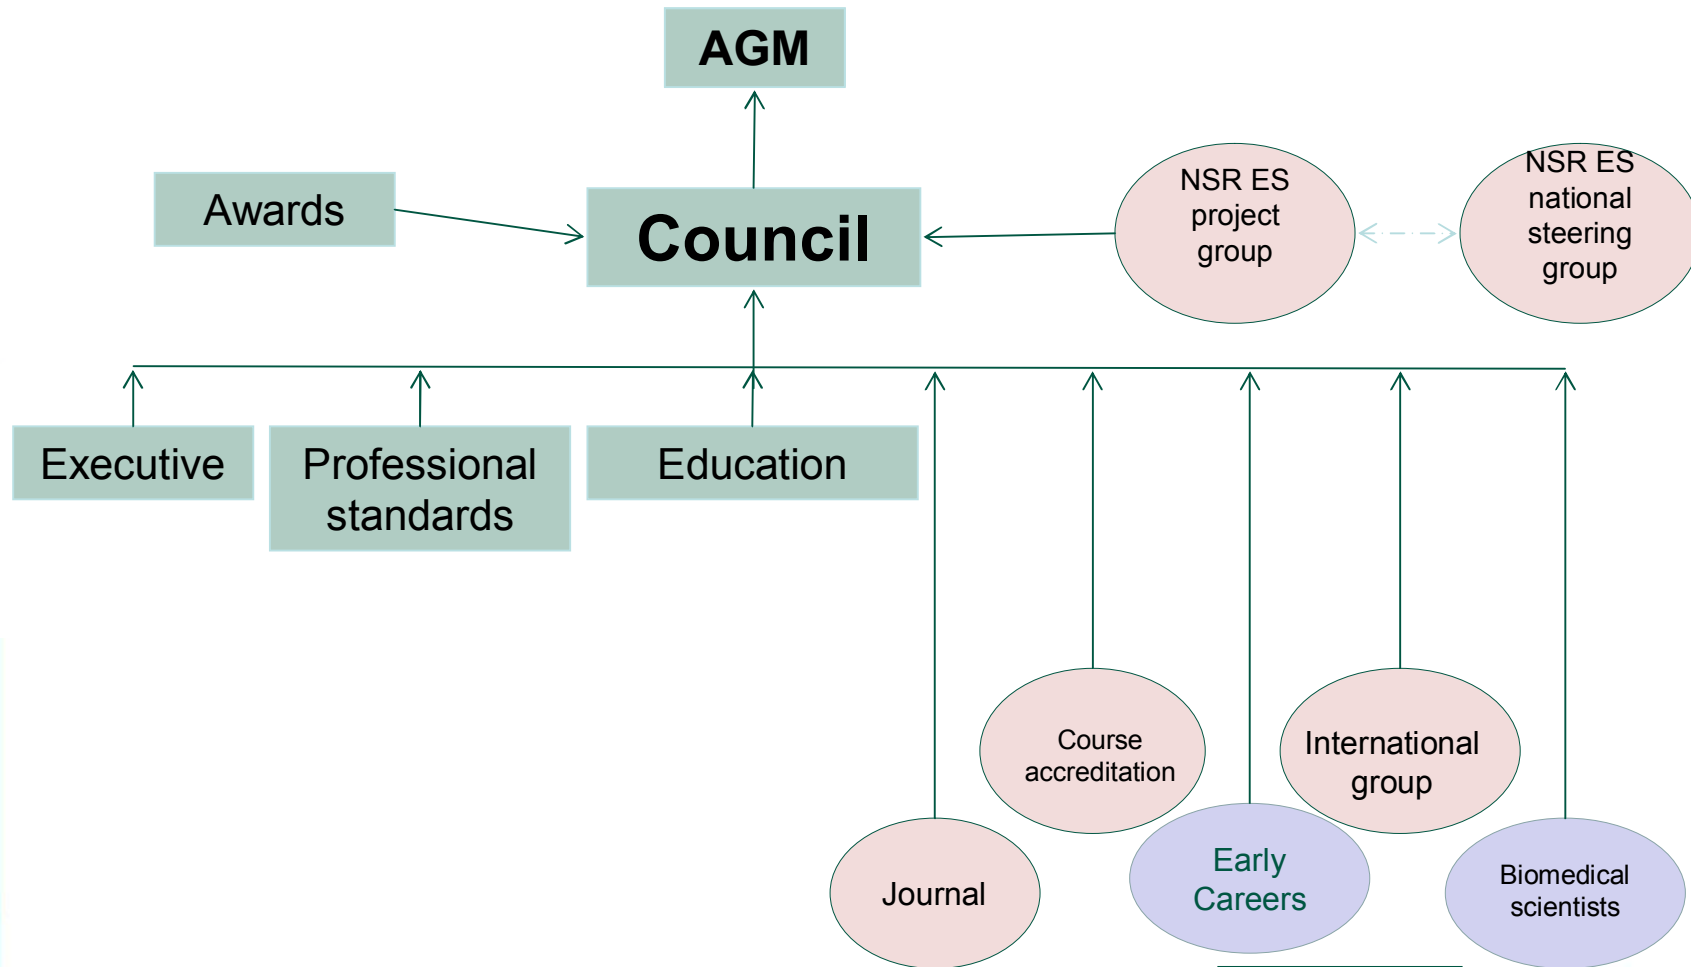 AGM
Awards
Council
NSR ES
project
group
NSR ES
national
steering
group
Executive
Professional
standards
Education
Course
accreditation
International
group
Journal
Early
Careers
Biomedical
scientists